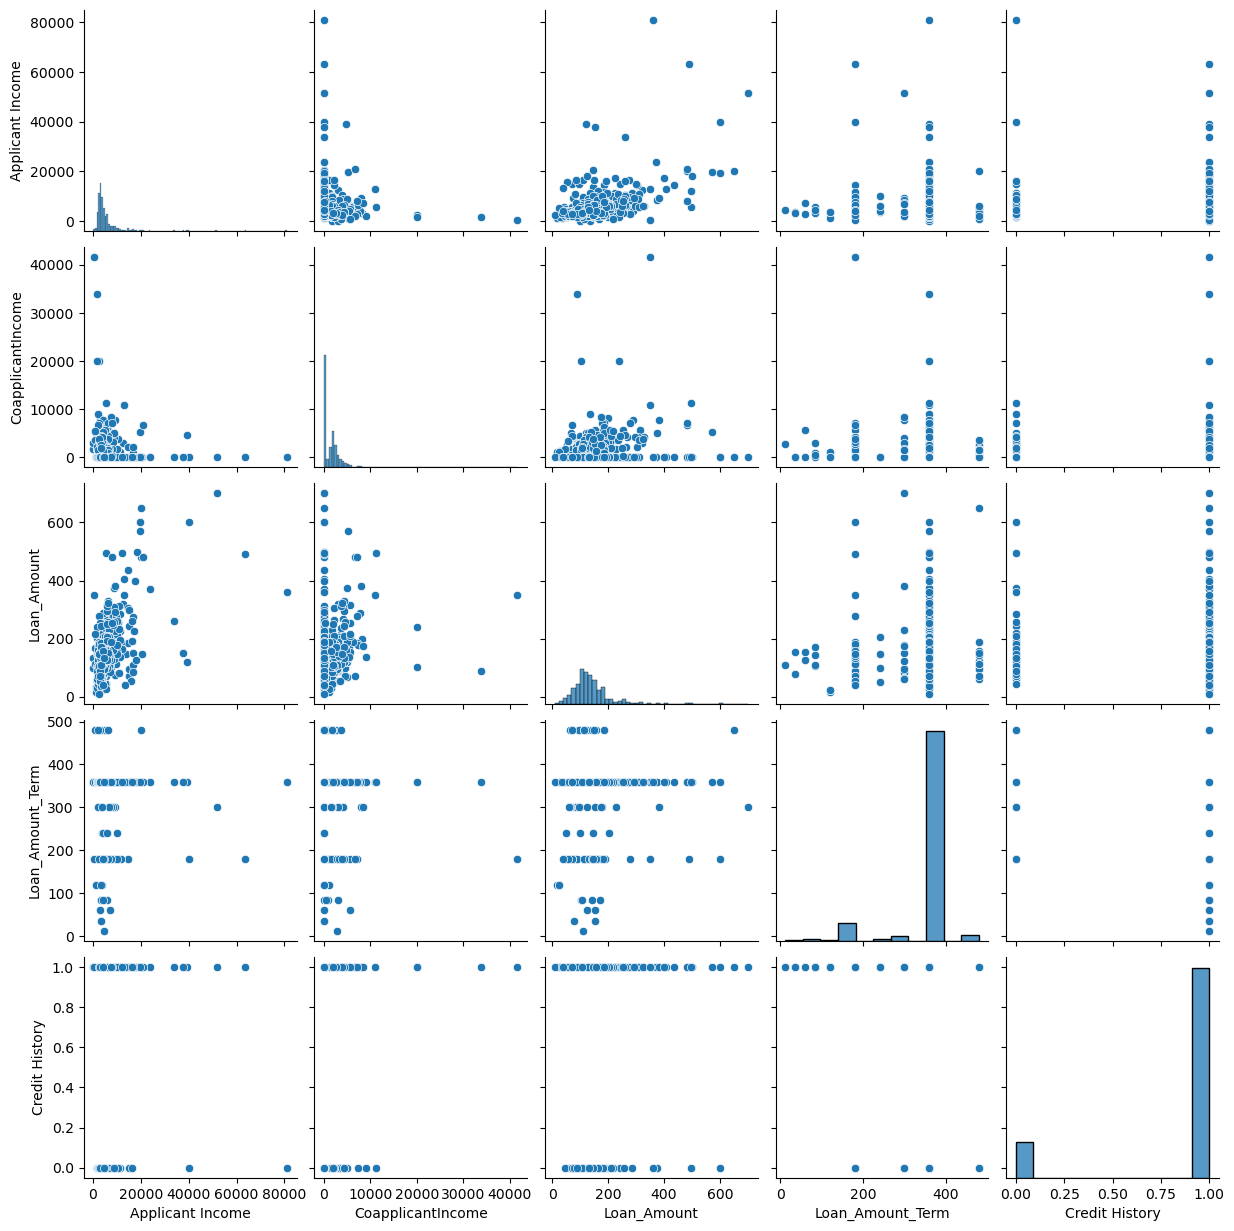 80000
60000
40000
20000
0
Applicant Income
40000
30000
20000
10000
0
CoapplicantIncome
600
400
200
0
Loan_Amount
500
400
300
200
100
0
Loan_Amount_Term
1.0
0.8
0.6
0.4
0.2
0.0
Credit History
0 20000 40000 60000 80000
Applicant Income
0 10000 20000 30000 40000
CoapplicantIncome
0 200 400 600
Loan_Amount
0 200 400
Loan_Amount_Term
0.00 0.25 0.50 0.75 1.00
Credit History